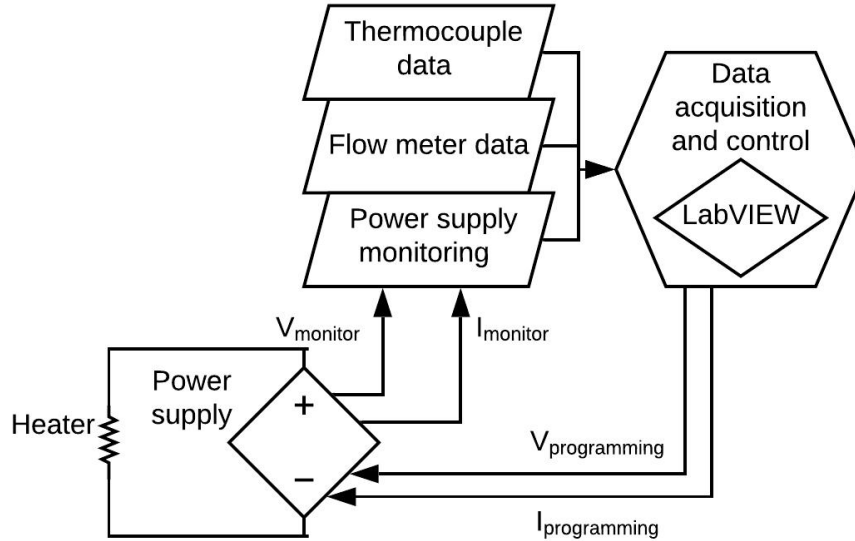 Thermocouple
data
Flow meter data
Power supply
monitoring
Data
acquisition
and control
LabVIEW
Vmonitor
Imonitor
Power
supply
+
−
Heater
Vprogramming
Iprogramming